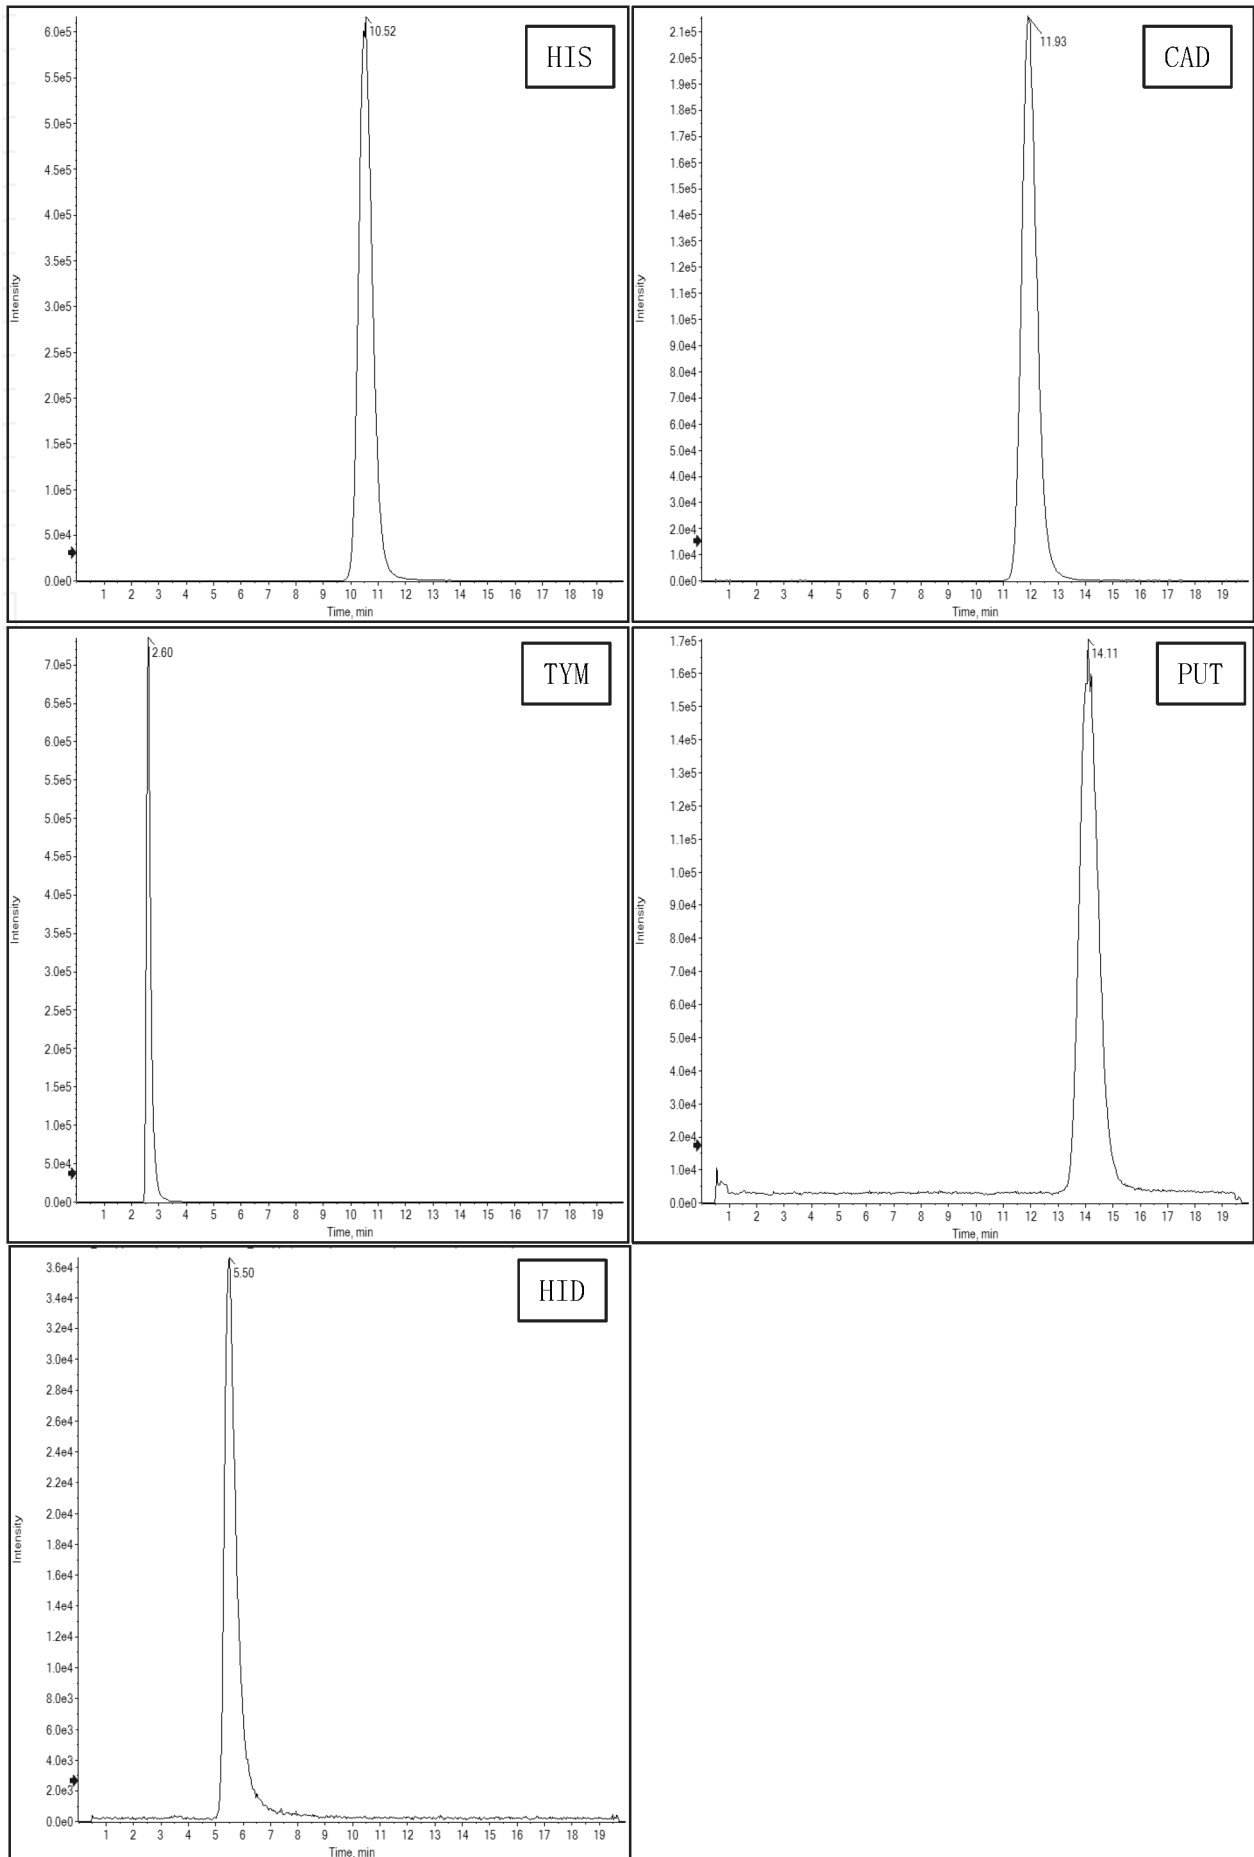 10.52
HIS
6.0e5
5.5e5
5.0e5
4.5e5
4.0e5
3.5e5
3.0e5
2.5e5
2.0e5
1.5e5
1.0e5
5.0e4
0.0e0
Intensity
1 2 3 4 5 6 7 8 9 10 11 12 13 14 15 16 17 18 19
Time, min
11.93
CAD
2.1e5
2.0e5
1.9e5
1.8e5
1.7e5
1.6e5
1.5e5
1.4e5
1.3e5
1.2e5
1.1e5
1.0e5
9.0e4
8.0e4
7.0e4
6.0e4
5.0e4
4.0e4
3.0e4
2.0e4
1.0e4
0.0e0
Intensity
1 2 3 4 5 6 7 8 9 10 11 12 13 14 15 16 17 18 19
Time, min
2.60
TYM
7.0e5
6.5e5
6.0e5
5.5e5
5.0e5
4.5e5
4.0e5
3.5e5
3.0e5
2.5e5
2.0e5
1.5e5
1.0e5
5.0e4
0.0e0
Intensity
1 2 3 4 5 6 7 8 9 10 11 12 13 14 15 16 17 18 19
Time, min
14.11
PUT
1.7e5
1.6e5
1.5e5
1.4e5
1.3e5
1.2e5
1.1e5
1.0e5
9.0e4
8.0e4
7.0e4
6.0e4
5.0e4
4.0e4
3.0e4
2.0e4
1.0e4
0.0e0
Intensity
1 2 3 4 5 6 7 8 9 10 11 12 13 14 15 16 17 18 19
Time, min
5.50
HID
3.6e4
3.4e4
3.2e4
3.0e4
2.8e4
2.6e4
2.4e4
2.2e4
2.0e4
1.8e4
1.6e4
1.4e4
1.2e4
1.0e4
8.0e3
6.0e3
4.0e3
2.0e3
0.0e0
Intensity
1 2 3 4 5 6 7 8 9 10 11 12 13 14 15 16 17 18 19
Time, min